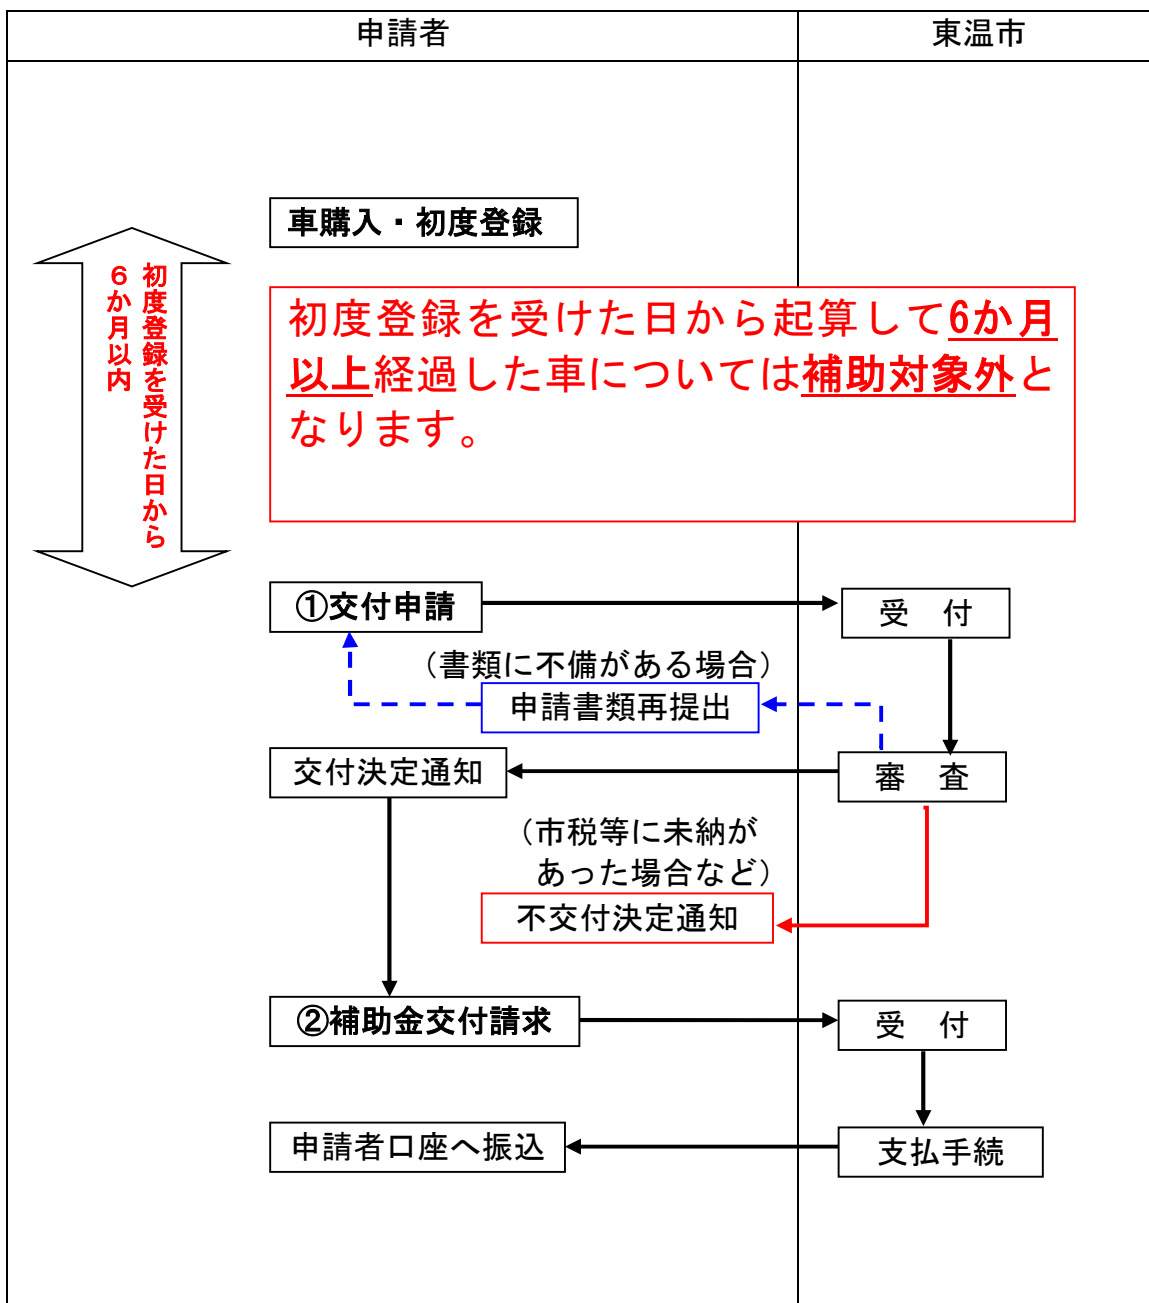 申請者
東温市
車購入・初度登録
初度登録を受けた日から
６か月以内
初度登録を受けた日から起算して6か月
以上経過した車については補助対象外と
なります。
①交付申請
受　付
（書類に不備がある場合）
申請書類再提出
交付決定通知
審　査
（市税等に未納が
あった場合など）
不交付決定通知
②補助金交付請求
受　付
申請者口座へ振込
支払手続